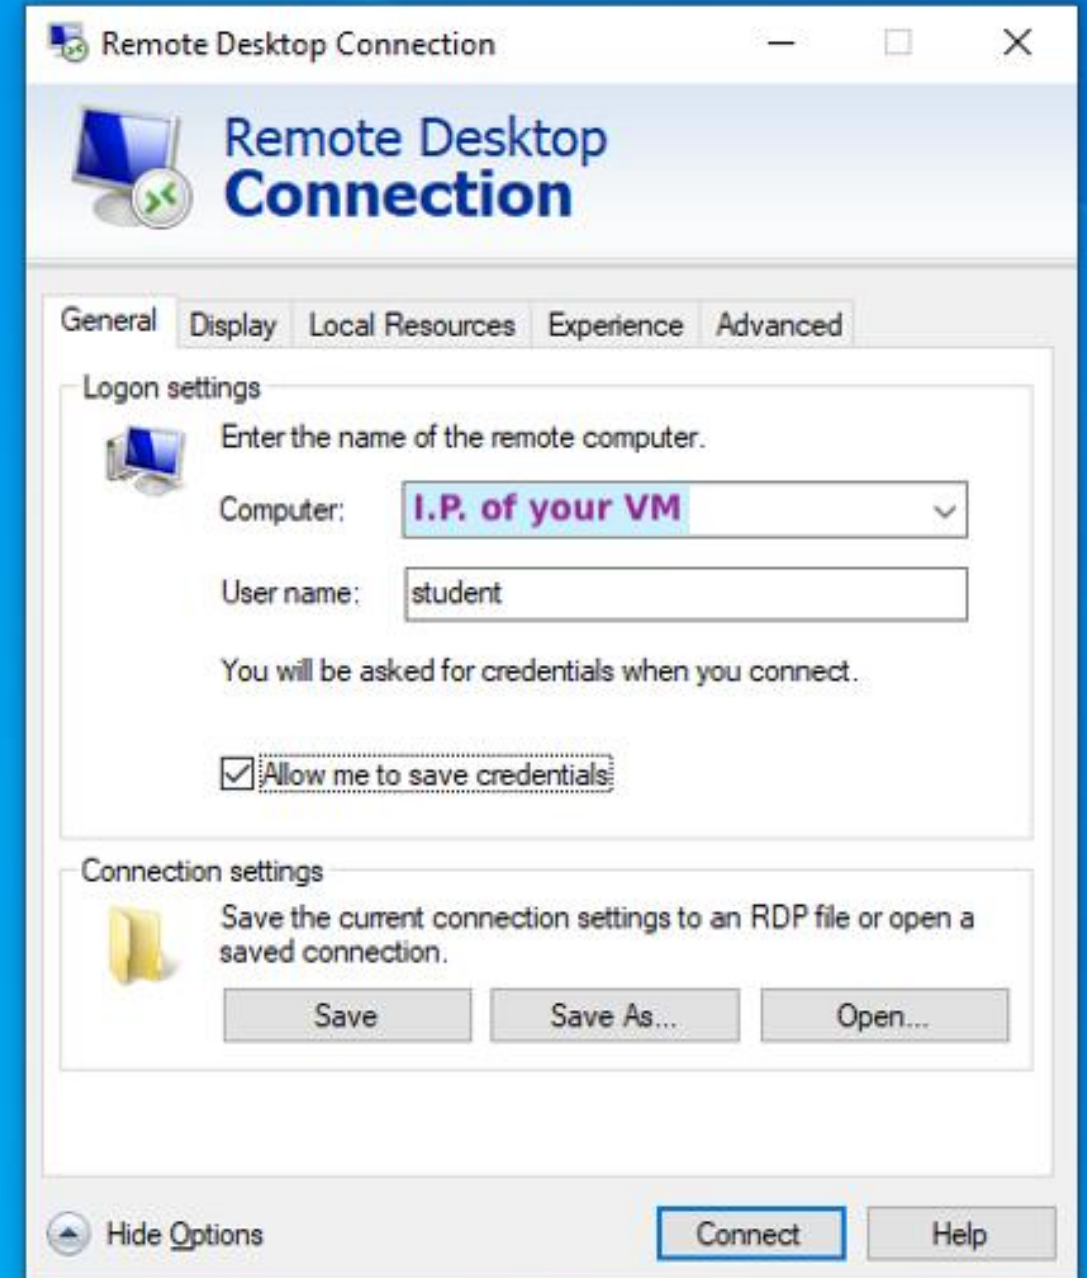 Remote Desktop Connection
Remote Desktop
Connection
General Display Local Resources Experience Advanced
Logon settings
Enter the name of the remote computer.
Computer: I.P. of your VM
User name: student
You will be asked for credentials when you connect.
Allow me to save credentials
Connection settings
Save the current connection settings to an RDP file or open a
saved connection.
Save Save As... Open...
Hide Options Connect Help